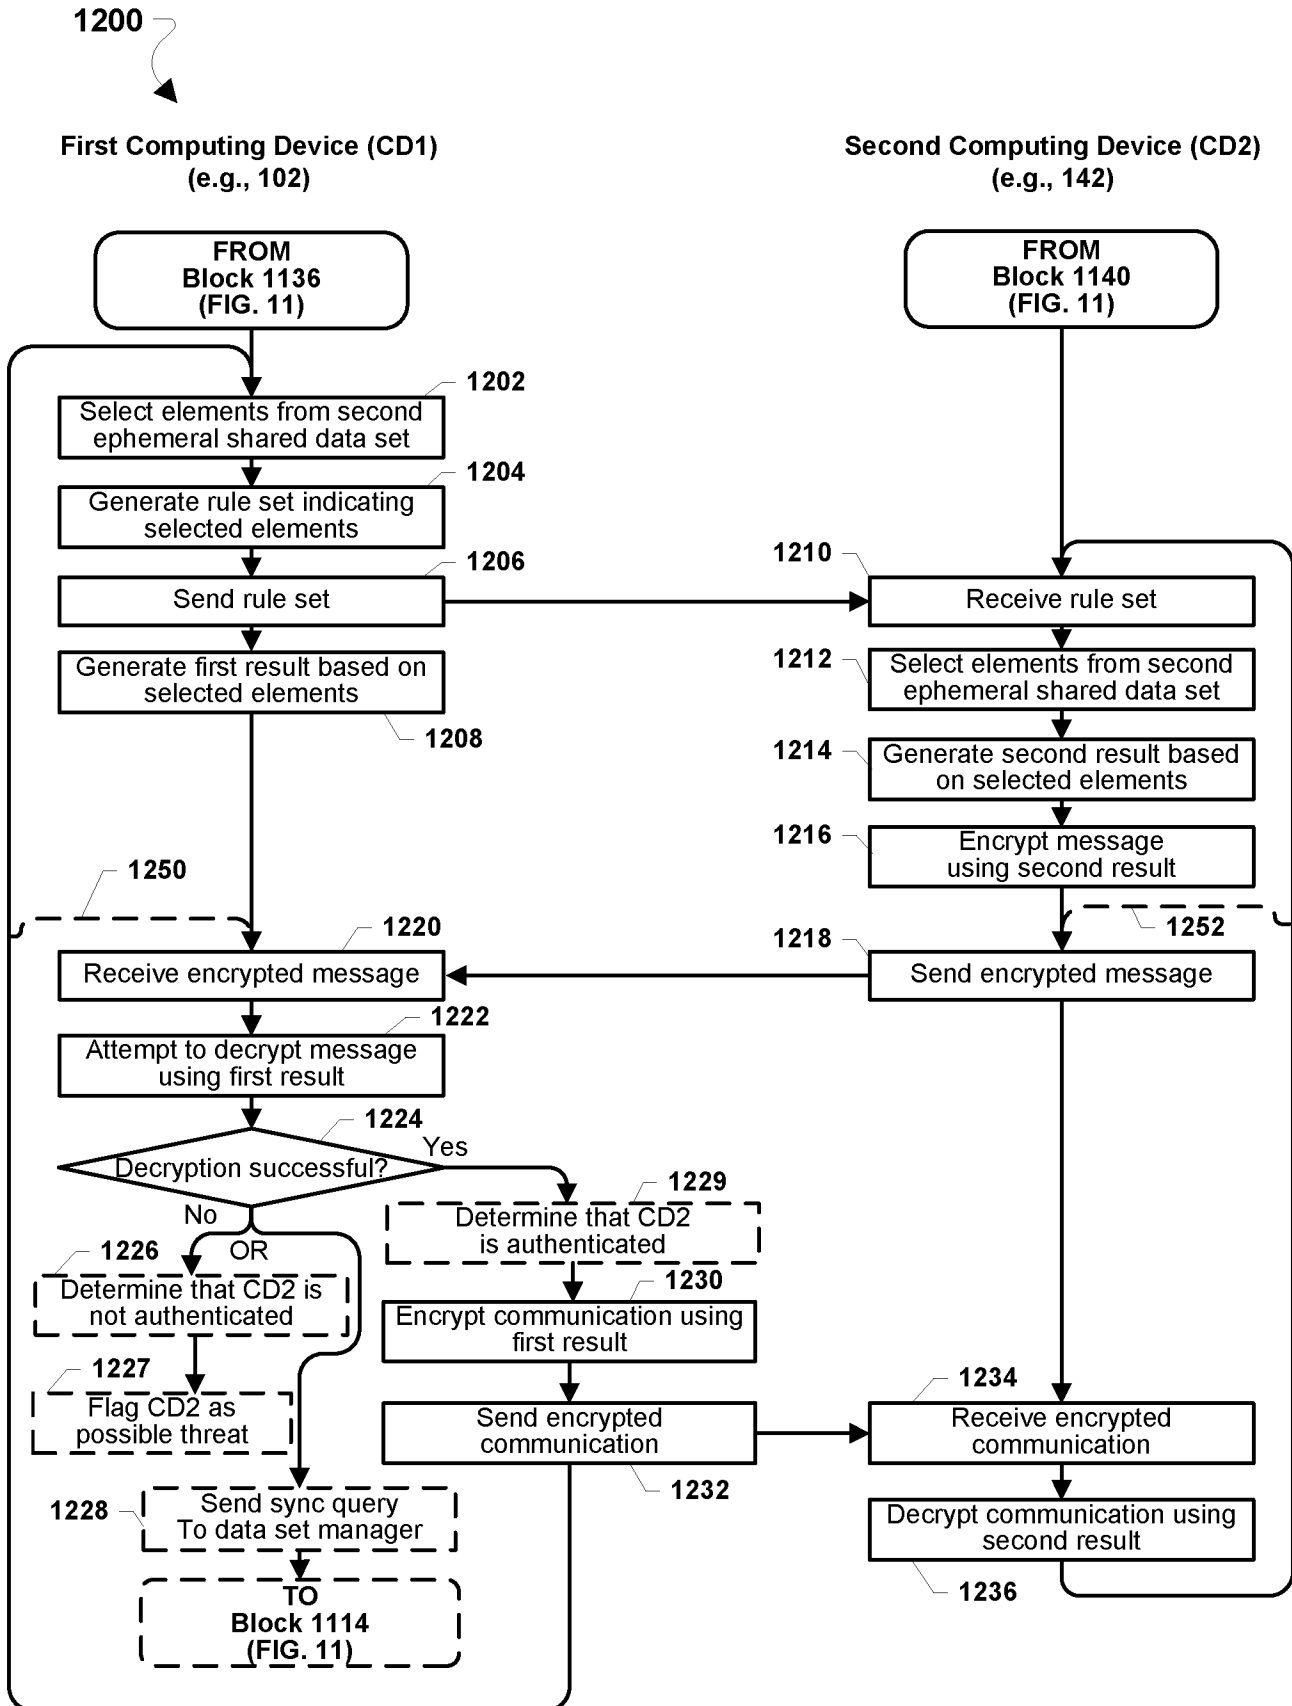 1200
First Computing Device (CD1)
(e.g., 102)
Second Computing Device (CD2)
(e.g., 142)
FROM
Block 1136
(FIG. 11)
FROM
Block 1140
(FIG. 11)
1202
Select elements from second
ephemeral shared data set
1204
Generate rule set indicating
selected elements
1206
Send rule set
1210
Receive rule set
Generate first result based on
selected elements
1208
1212
Select elements from second
ephemeral shared data set
1214
Generate second result based
on selected elements
1216
Encrypt message
using second result
1250
1252
1220
Receive encrypted message
1218
Send encrypted message
1222
Attempt to decrypt message
using first result
1224
Decryption successful?
Yes
No
OR
1229
Determine that CD2
is authenticated
1226
Determine that CD2 is
not authenticated
1230
Encrypt communication using
first result
1227
Flag CD2 as
possible threat
Send encrypted
communication
1232
1234
Receive encrypted
communication
1228
Send sync query
To data set manager
Decrypt communication using
second result
1236
TO
Block 1114
(FIG. 11)